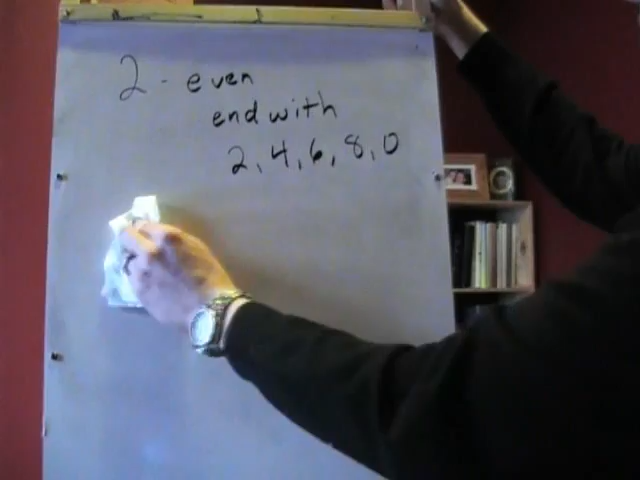 2 - even
end with
2, 4, 6, 8, 0